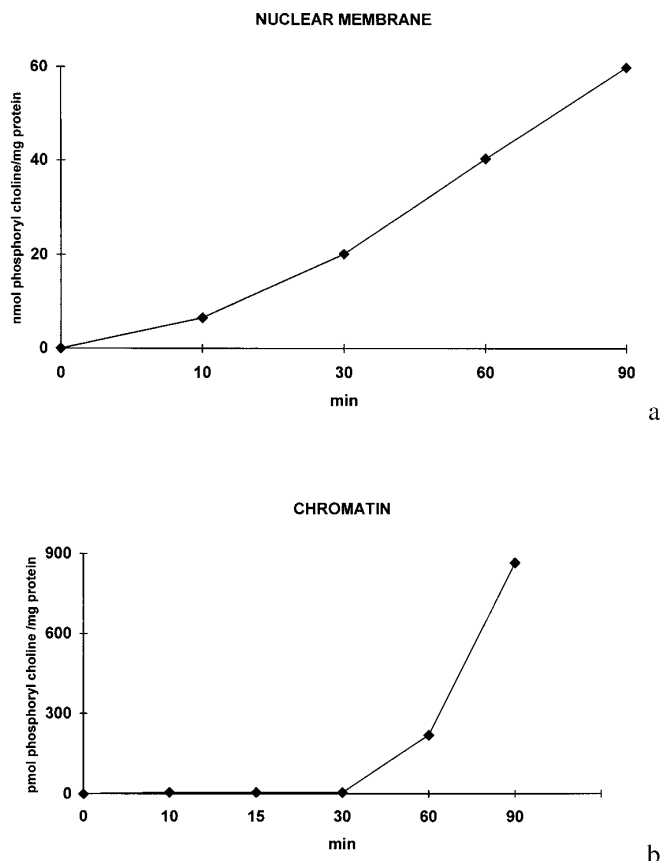 NUCLEAR MEMBRANE
nmol phosphoryl choline/mg protein
60
40
20
0
0 10 30 60 90
min
a
CHROMATIN
pmol phosphoryl choline /mg protein
900
600
300
0
0 10 15 30 60 90
min
b